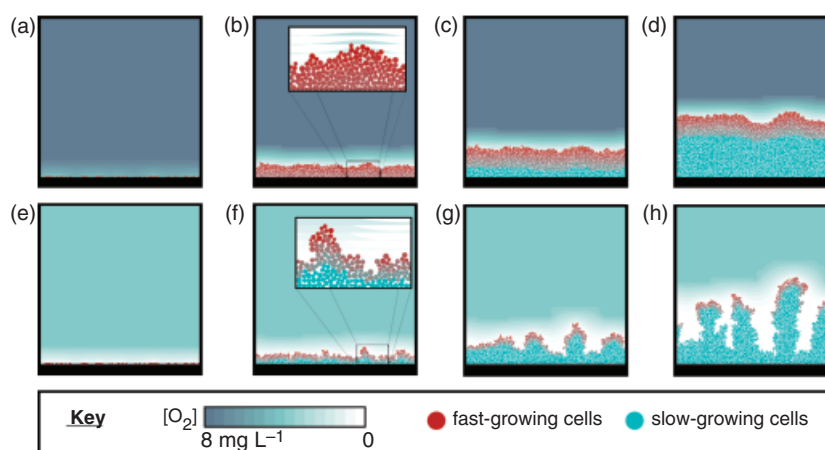 (a) (b) (c) (d)
(e) (f) (g) (h)
Key [O2] fast-growing cells slow-growing cells
8 mg L–1 0